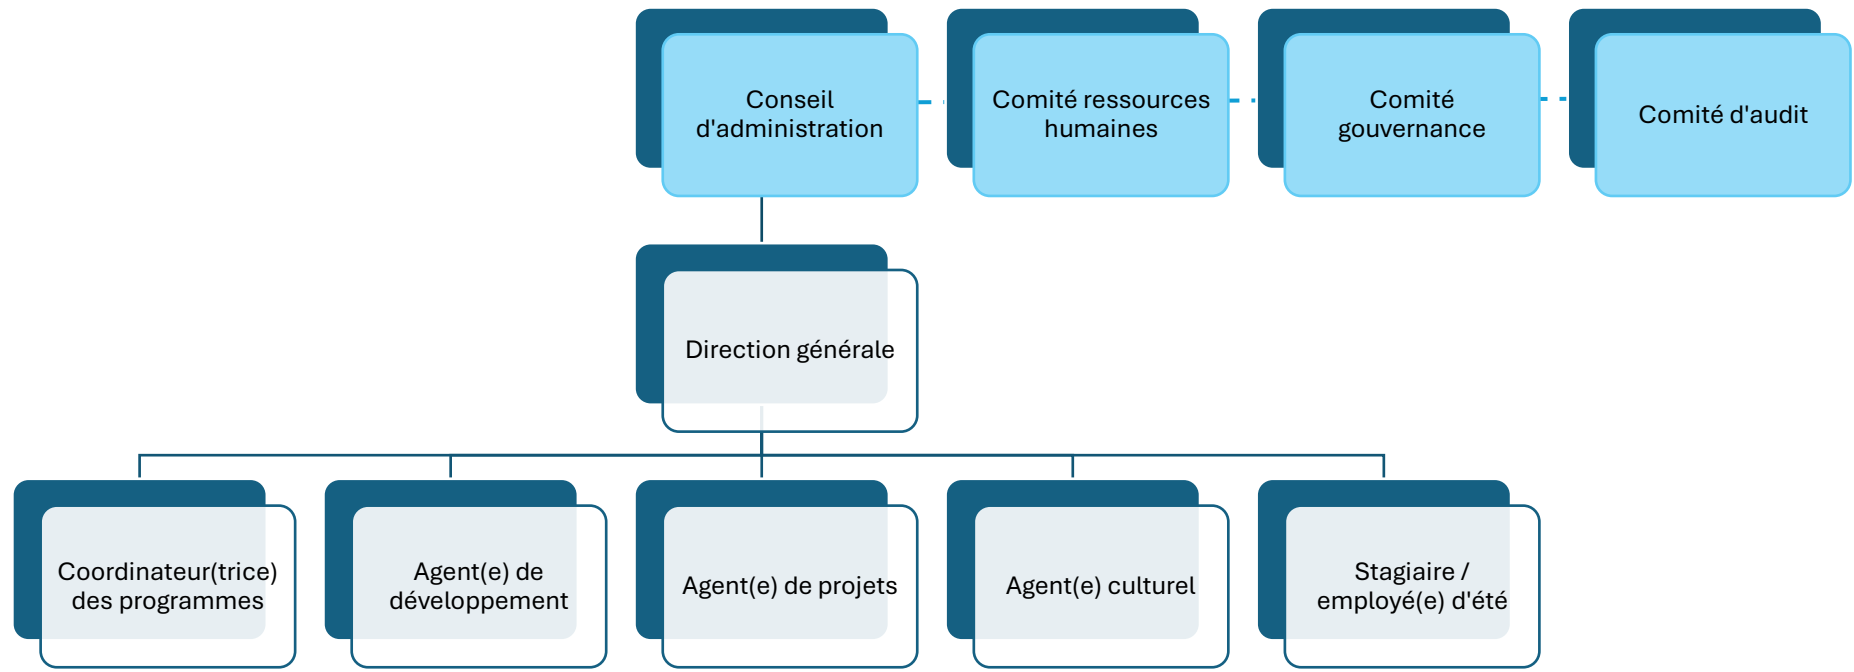 Conseil
d'administration
Comité ressources
humaines
Comité
gouvernance
Comité d'audit
Direction générale
Coordinateur(trice)
des programmes
Agent(e) de
développement
Agent(e) de projets
Agent(e) culturel
Stagiaire /
employé(e) d'été